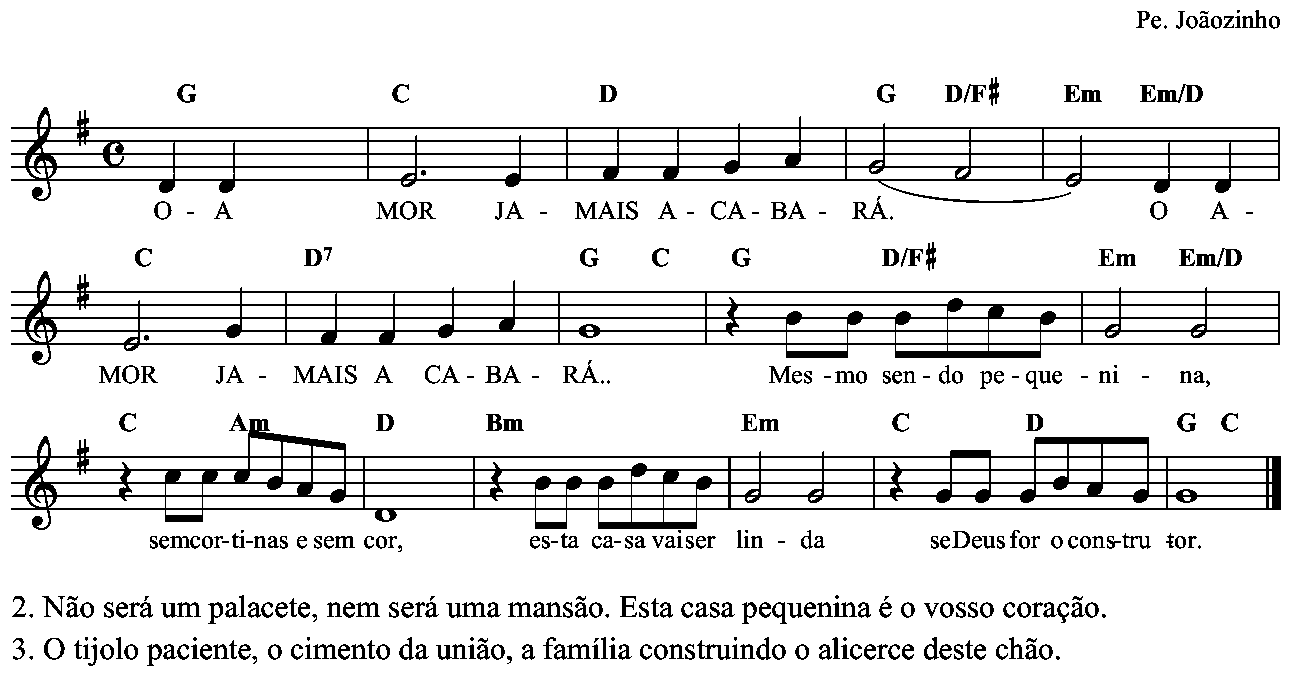 Pe. Joãozinho
G C D G D/F♯ Em Em/D
O - A MOR JA - MAIS A - CA - BA - RÁ. O A -
C D7 G C G D/F♯ Em Em/D
MOR JA - MAIS A CA - BA - RÁ.. Mes - mo sen - do pe - que - ni - na,
C Am D Bm Em C D G C
sem cor - ti - nas e sem cor, es - ta ca - sa vai ser lin - da se Deus for o cons - tru - tor.
2. Não será um palacete, nem será uma mansão. Esta casa pequenina é o vosso coração.
3. O tijolo paciente, o cimento da união, a família construindo o alicerce deste chão.